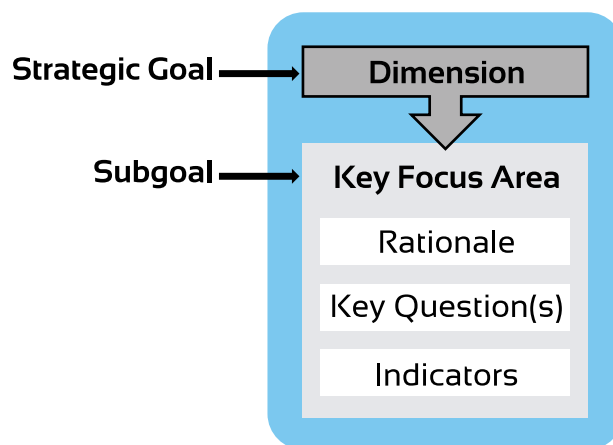 Strategic Goal
Dimension
Subgoal
Key Focus Area
Rationale
Key Question(s)
Indicators